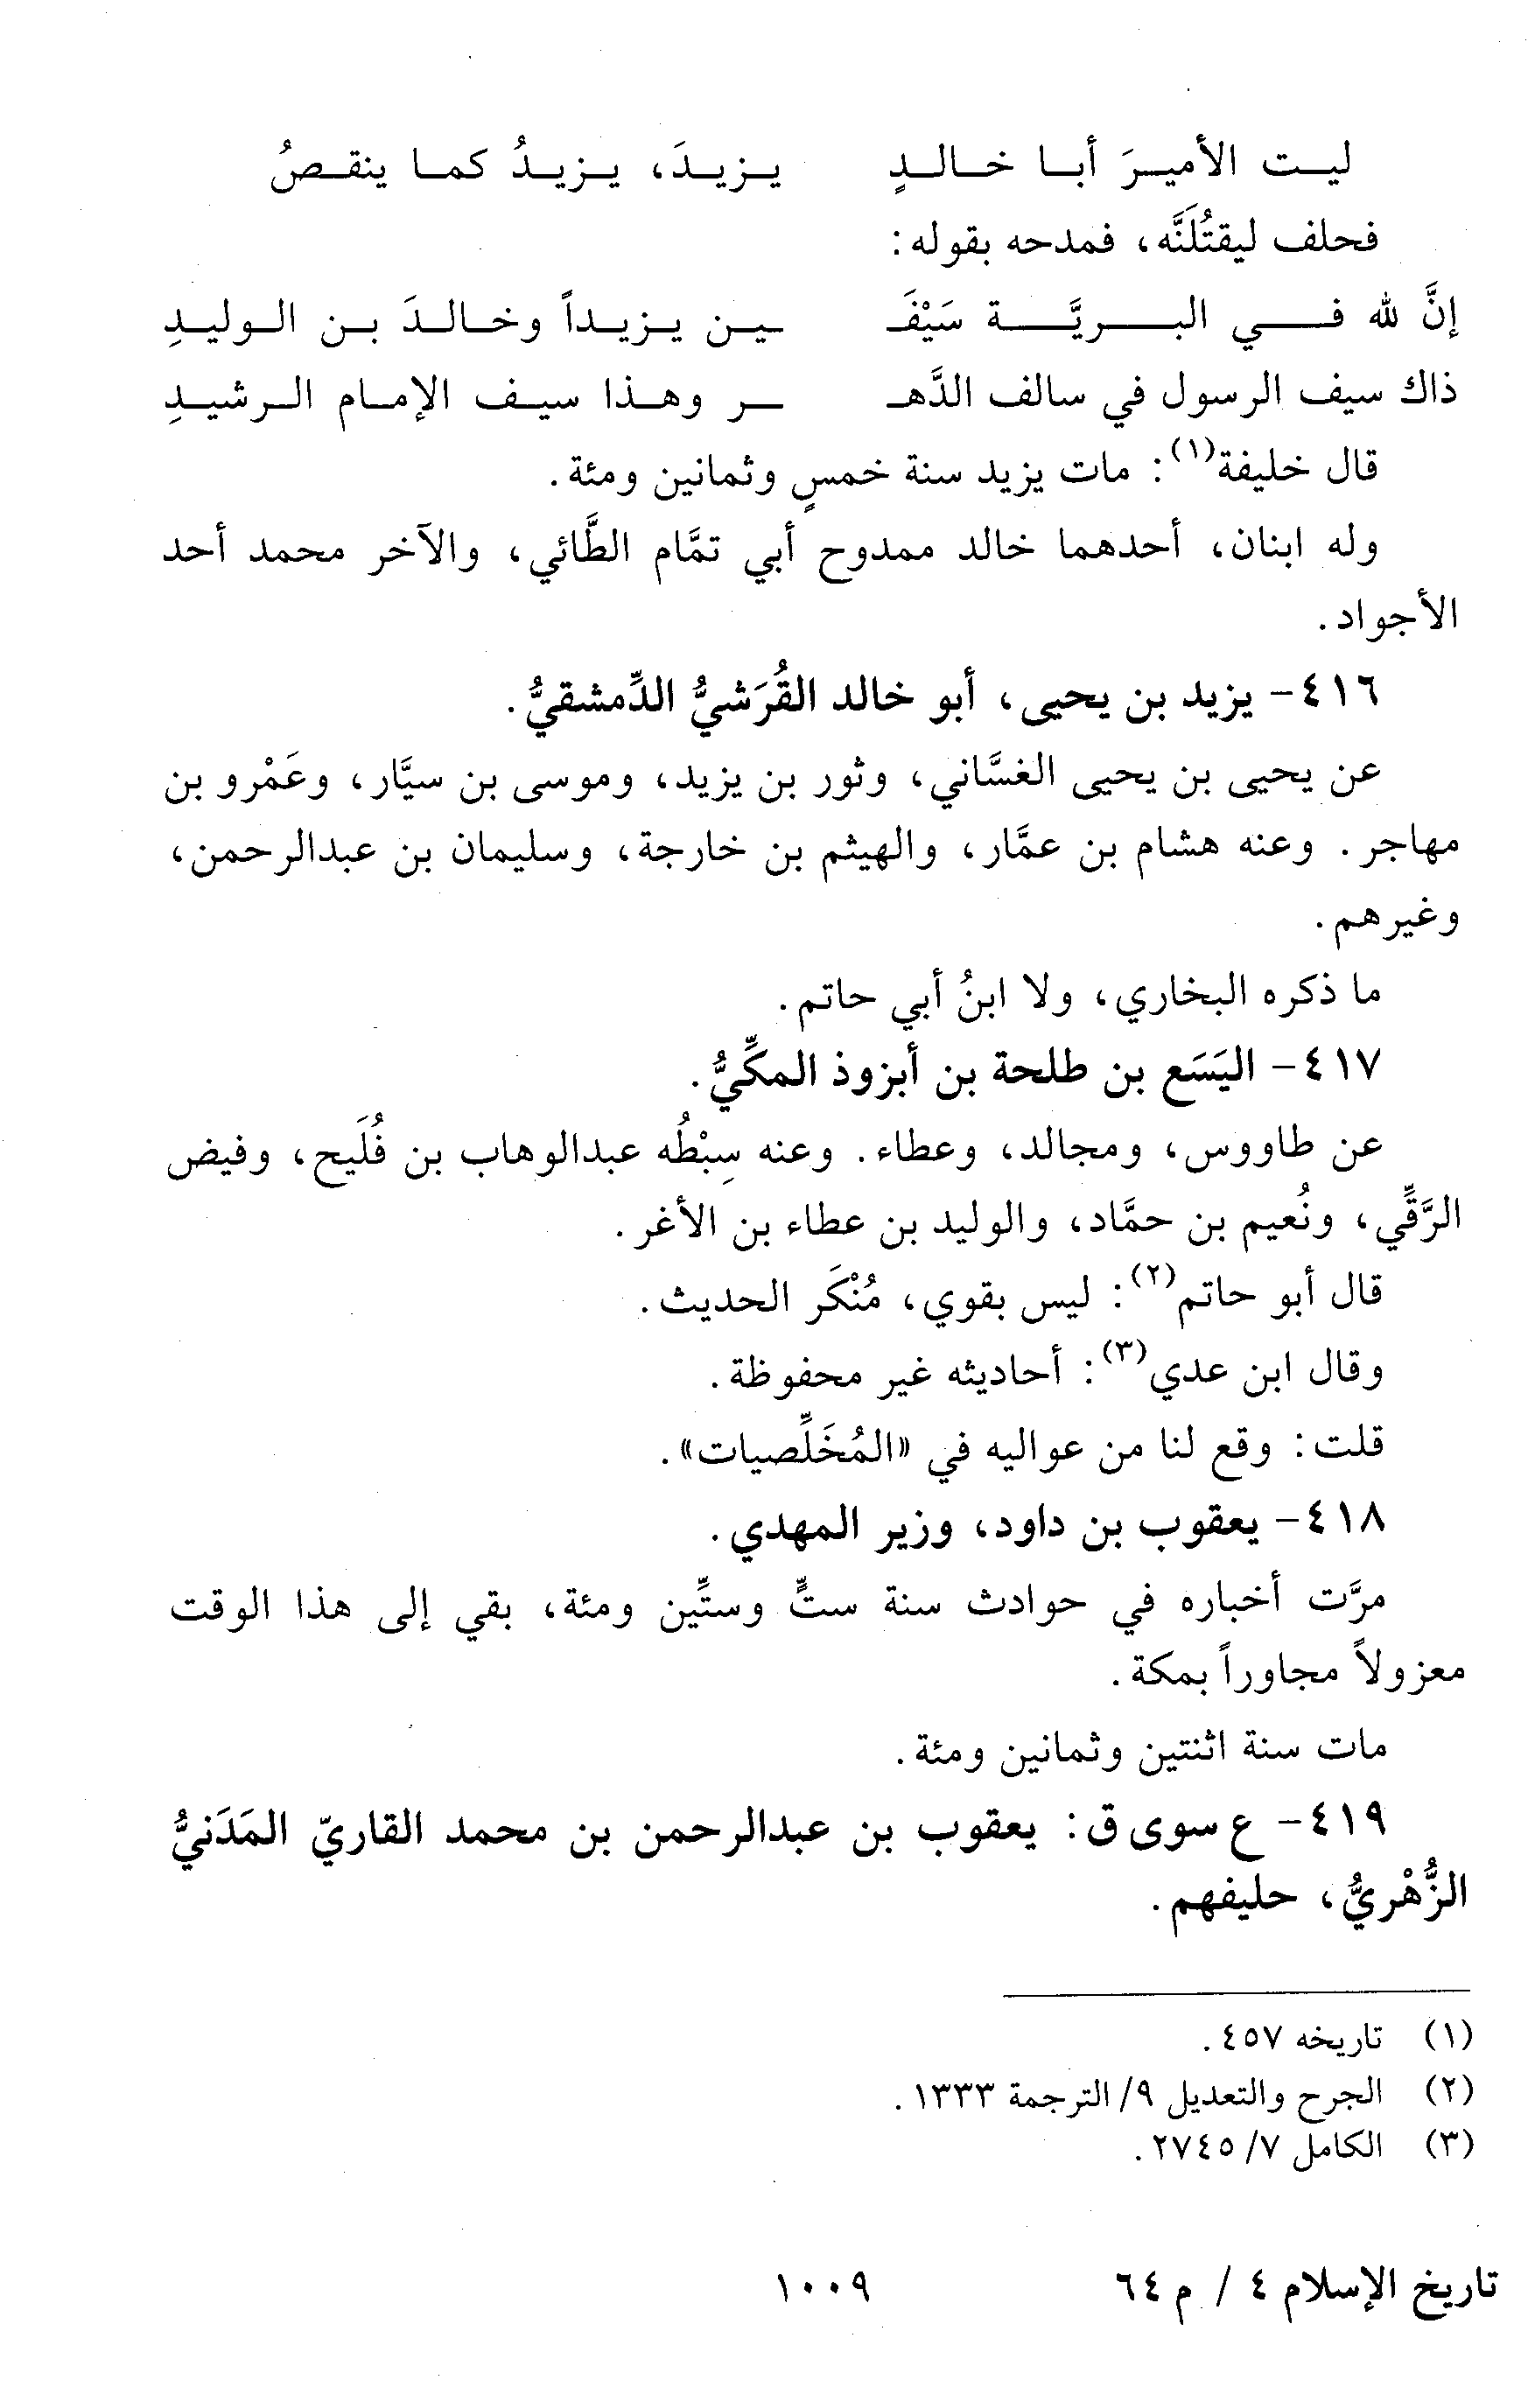 ليت الأميرَ أبا خالدٍ يزيدَ، يزيدُ كما ينقصُ
فحلف ليقتُلَنَّه، فمدحه بقوله:
إنَّ لله في البريَّة سَيْفَـ ـين يزيداً وخالدَ بن الوليدِ
ذاك سيف الرسول في سالف الدَّهـ ـر وهذا سيف الإمام الرشيدِ
قال خليفة(١): مات يزيد سنة خمسٍ وثمانين ومئة.
وله ابنان، أحدهما خالد ممدوح أبي تمَّام الطَّائي، والآخر محمد أحد
الأجواد.
٤١٦- يزيد بن يحيى، أبو خالد القُرَشيُّ الدِّمشقيُّ.
عن يحيى بن يحيى الغسَّاني، وثور بن يزيد، وموسى بن سيَّار، وعَمْرو بن
مهاجر. وعنه هشام بن عمَّار، والهيثم بن خارجة، وسليمان بن عبدالرحمن،
وغيرهم.
ما ذكره البخاري، ولا ابنُ أبي حاتم.
٤١٧- اليَسَع بن طلحة بن أبزوذ المكيُّ.
عن طاووس، ومجالد، وعطاء. وعنه سِبْطُه عبدالوهاب بن فُلَيح، وفيض
الرَّقِّي، ونُعيم بن حمَّاد، والوليد بن عطاء بن الأغر.
قال أبو حاتم(٢): ليس بقوي، مُنْكَر الحديث.
وقال ابن عدي(٣): أحاديثه غير محفوظة.
قلت: وقع لنا من عواليه في «المُخَلِّصيات».
٤١٨- يعقوب بن داود، وزير المهدي.
مرَّت أخباره في حوادث سنة ستٍّ وستِّين ومئة، بقي إلى هذا الوقت
معزولاً مجاوراً بمكة.
مات سنة اثنتين وثمانين ومئة.
٤١٩- ع سوى ق: يعقوب بن عبدالرحمن بن محمد القاريّ المَدَنيُّ
الزُّهْريُّ، حليفهم.
(١) تاريخه ٤٥٧.
(٢) الجرح والتعديل ٩/ الترجمة ١٣٣٣.
(٣) الكامل ٧/ ٢٧٤٥.
تاريخ الإسلام ٤ / م ٦٤ ١٠٠٩